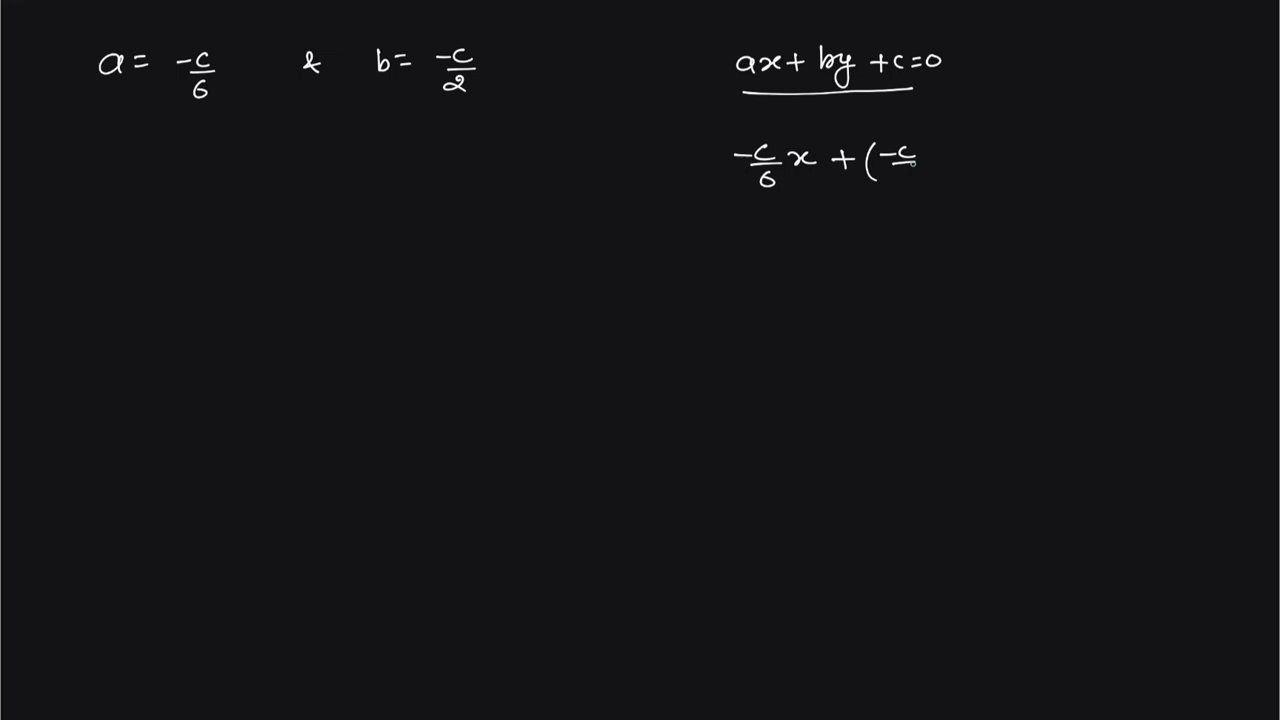 a = -c/6 & b = -c/2
ax + by + c = 0
-c/6 x + (-c/